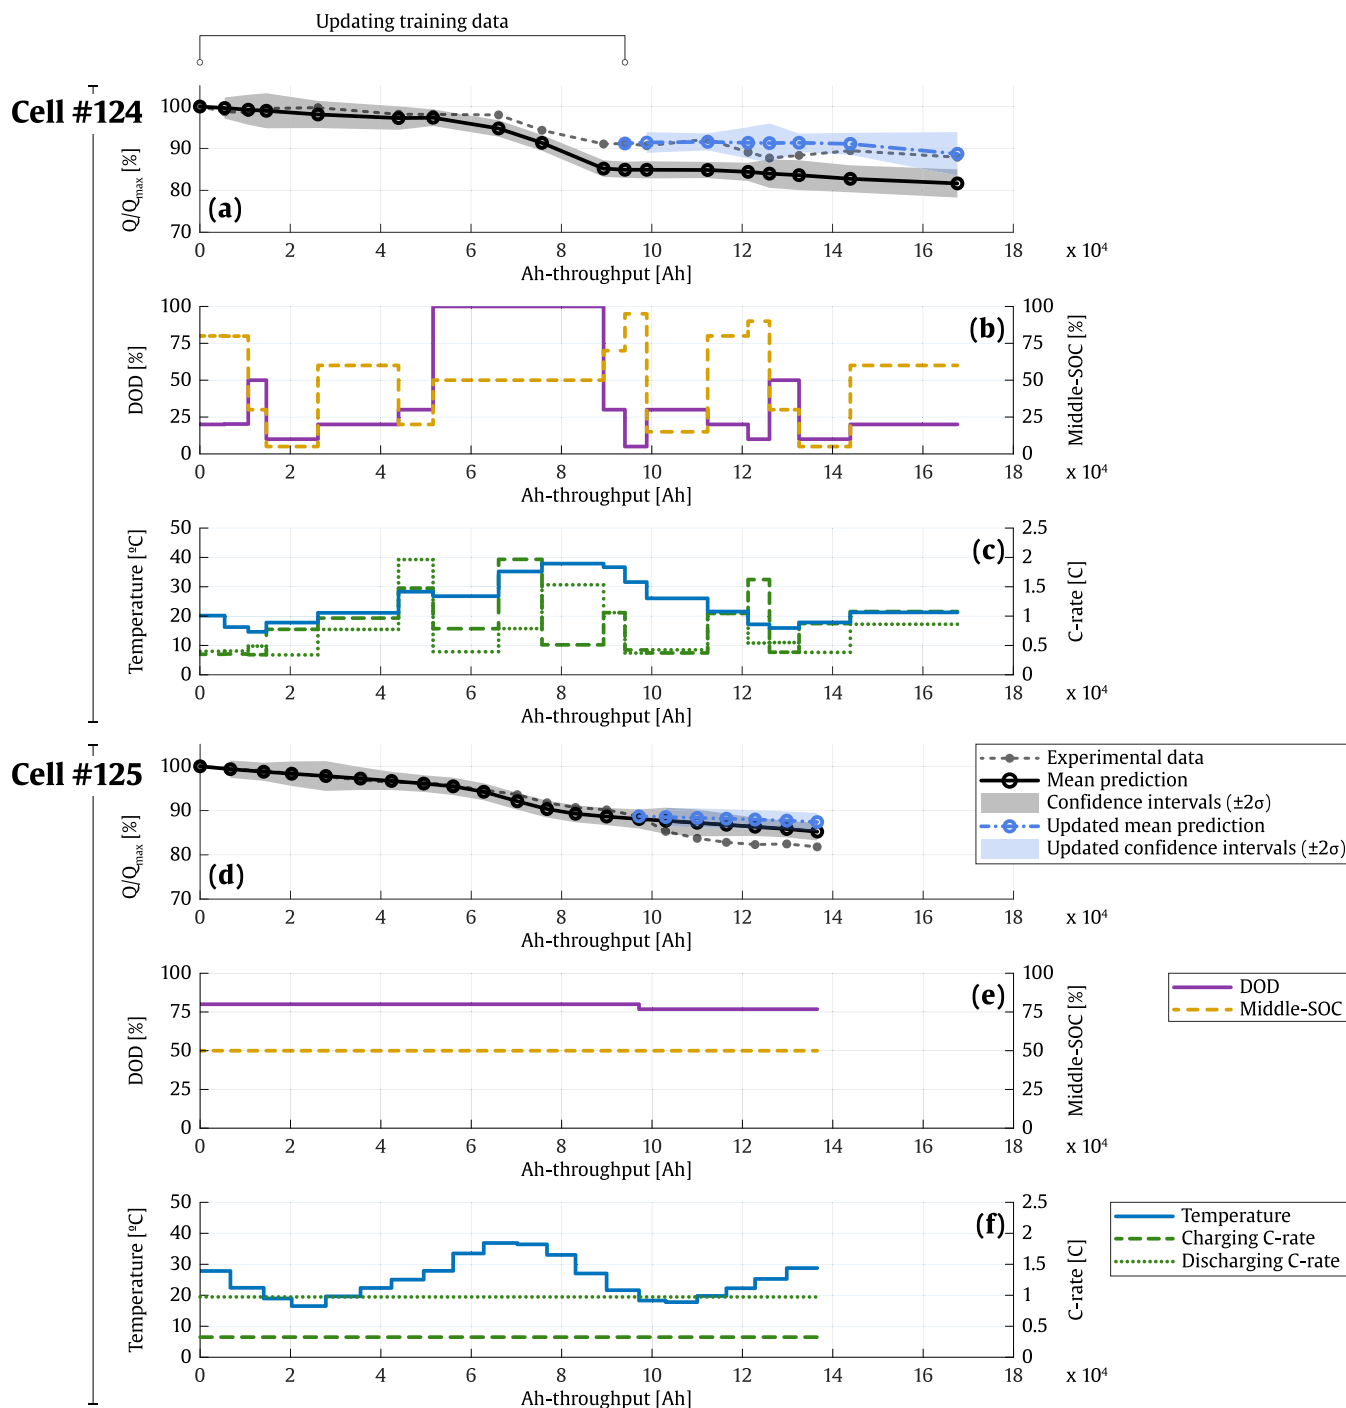 Updating training data
Cell #124
100
90
80
70
Q/Qmax [%]
(a)
0 2 4 6 8 10 12 14 16 18 x 10⁴
Ah-throughput [Ah]
100
75
50
25
0
DOD [%]
(b)
100
75
50
25
0
Middle-SOC [%]
0 2 4 6 8 10 12 14 16 18 x 10⁴
Ah-throughput [Ah]
50
40
30
20
10
0
Temperature [ºC]
(c)
2.5
2
1.5
1
0.5
0
C-rate [C]
0 2 4 6 8 10 12 14 16 18 x 10⁴
Ah-throughput [Ah]
Cell #125
100
90
80
70
Q/Qmax [%]
(d)
Experimental data
Mean prediction
Confidence intervals (±2σ)
Updated mean prediction
Updated confidence intervals (±2σ)
0 2 4 6 8 10 12 14 16 18 x 10⁴
Ah-throughput [Ah]
100
75
50
25
0
DOD [%]
(e)
100
75
50
25
0
Middle-SOC [%]
DOD
Middle-SOC
0 2 4 6 8 10 12 14 16 18 x 10⁴
Ah-throughput [Ah]
50
40
30
20
10
0
Temperature [ºC]
(f)
2.5
2
1.5
1
0.5
0
C-rate [C]
Temperature
Charging C-rate
Discharging C-rate
0 2 4 6 8 10 12 14 16 18 x 10⁴
Ah-throughput [Ah]